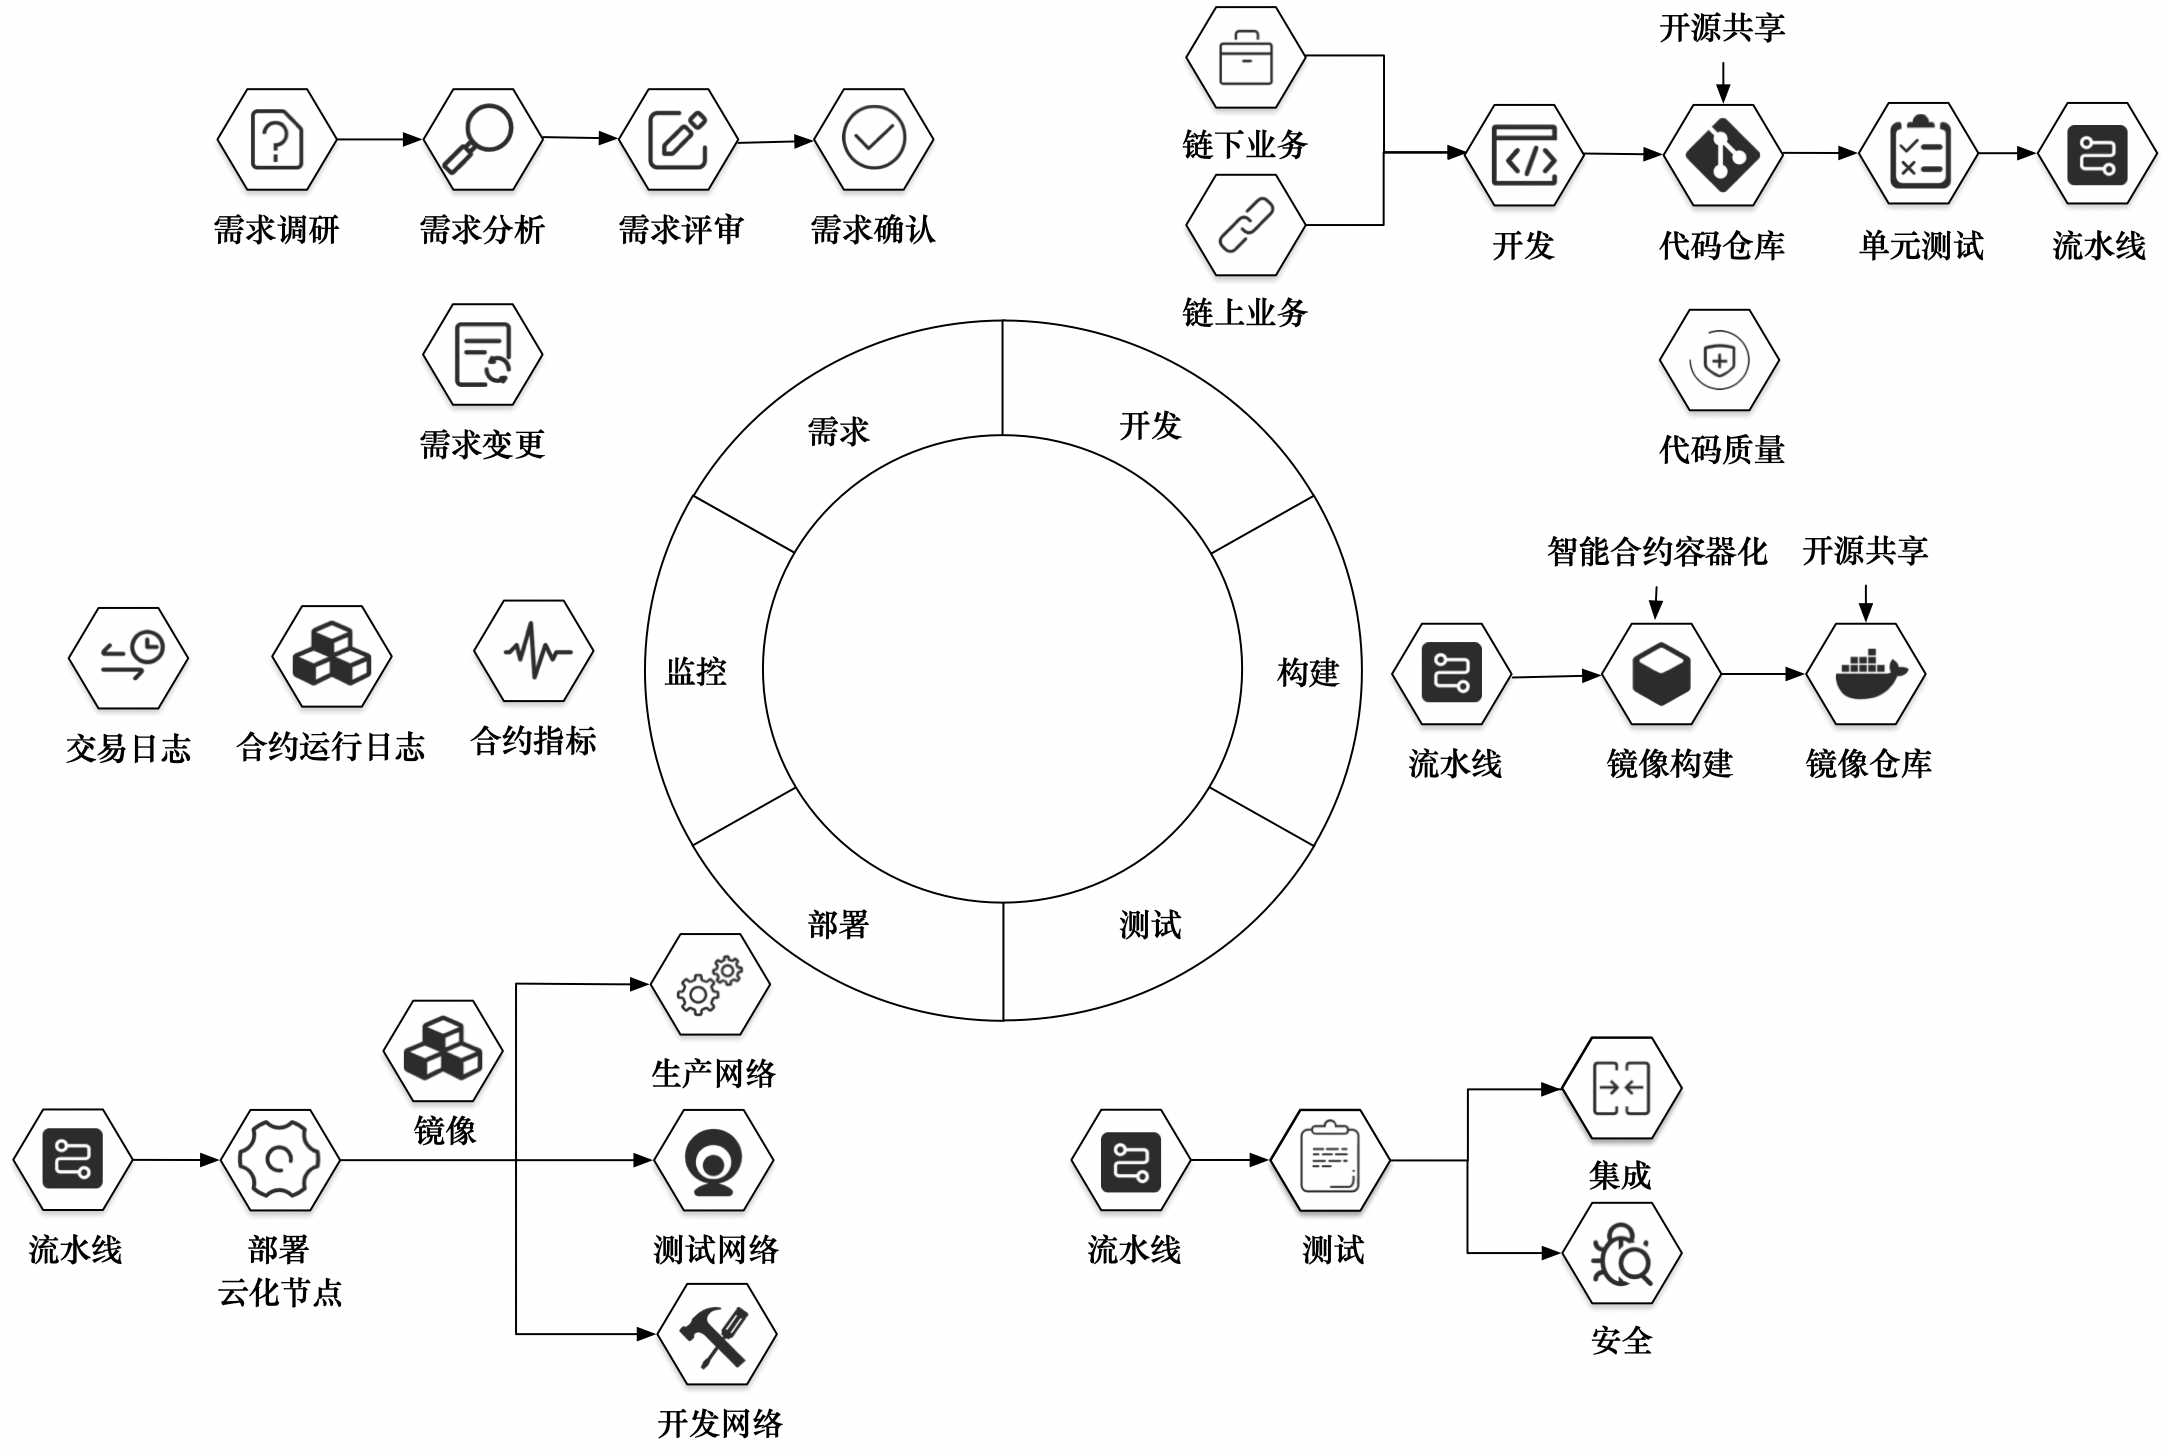 需求调研
需求分析
需求评审
需求确认
需求变更
链下业务
链上业务
开源共享
开发
代码仓库
单元测试
流水线
代码质量
需求
开发
监控
构建
部署
测试
智能合约容器化
开源共享
流水线
镜像构建
镜像仓库
交易日志
合约运行日志
合约指标
流水线
部署
云化节点
镜像
生产网络
测试网络
开发网络
流水线
测试
集成
安全